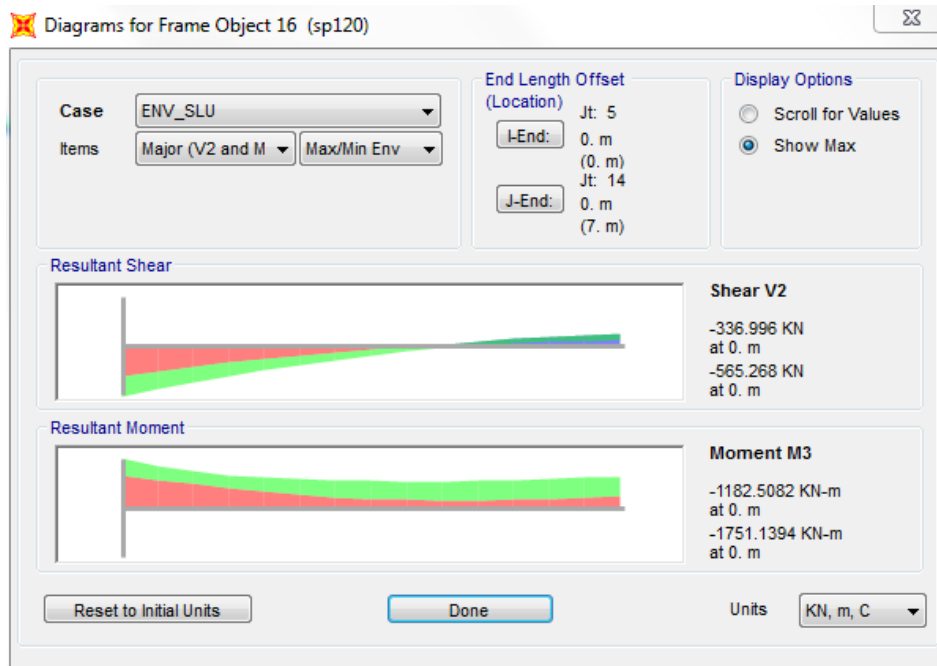 Diagrams for Frame Object 16 (sp120)
Case
ENV_SLU
Items
Major (V2 and M
Max/Min Env
End Length Offset
(Location)
I-End:
Jt: 5
0. m
(0. m)
J-End:
Jt: 14
0. m
(7. m)
Display Options
Scroll for Values
Show Max
Resultant Shear
Shear V2
-336.996 KN
at 0. m
-565.268 KN
at 0. m
Resultant Moment
Moment M3
-1182.5082 KN-m
at 0. m
-1751.1394 KN-m
at 0. m
Reset to Initial Units
Done
Units
KN, m, C